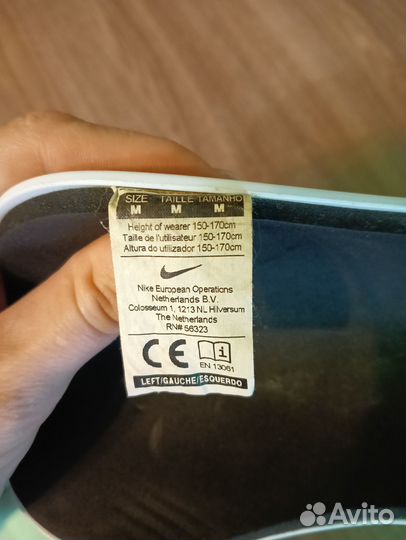 SIZE TAILLE TAMANHO
M M M
Height of wearer 150-170cm
Taille de l'utilisateur 150-170cm
Altura do utilizador 150-170cm
Nike European Operations
Netherlands B.V.
Colosseum 1, 1213 NL Hilversum
The Netherlands
RN# 56323
CE i
EN 13061
LEFT/GAUCHE/ESQUERDO
Avito